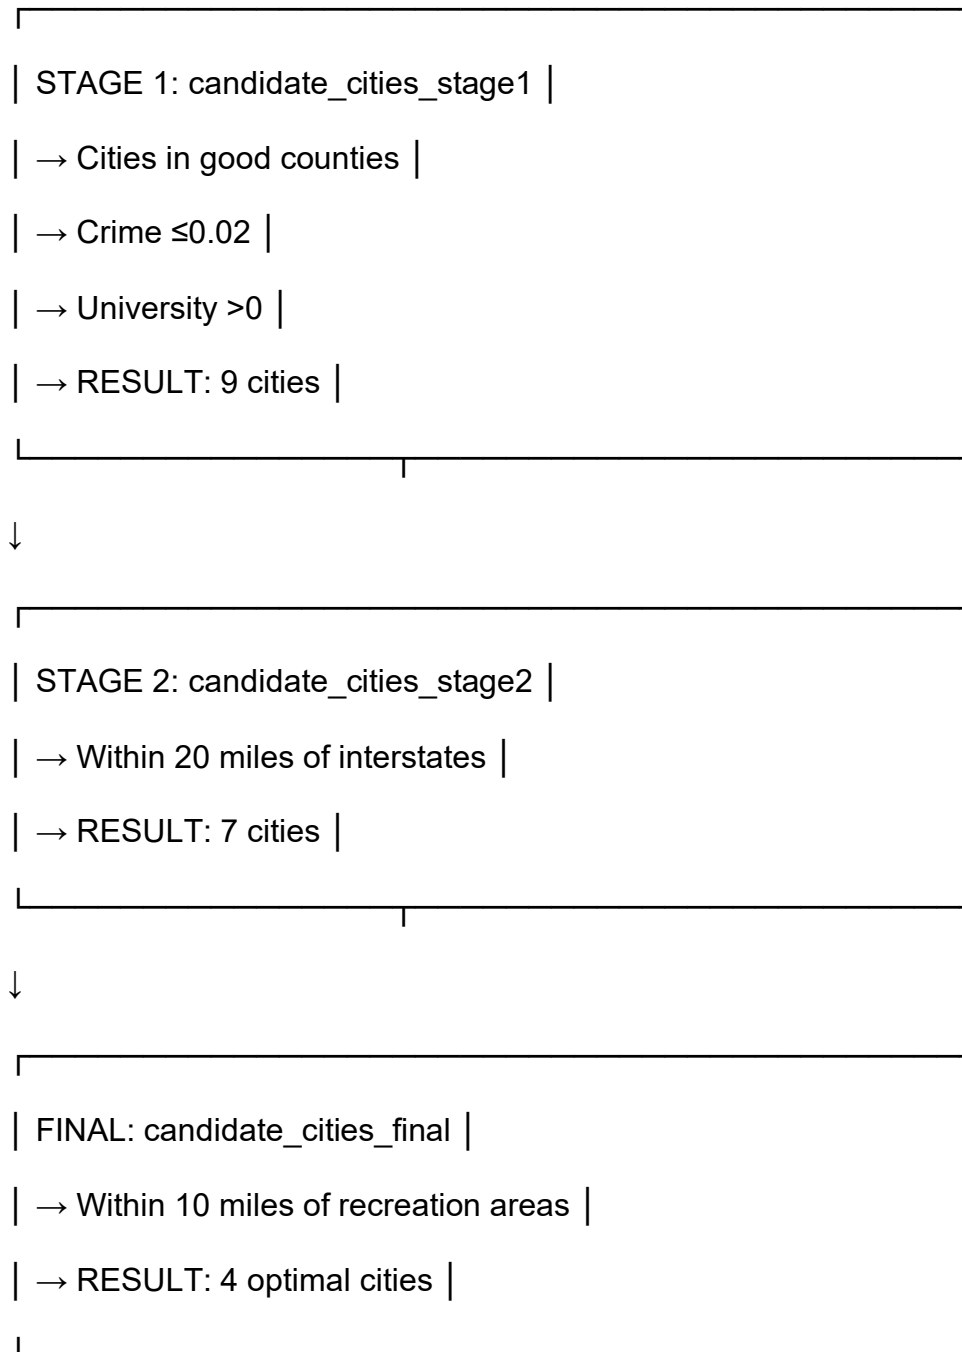 │ STAGE 1: candidate_cities_stage1 │
│ → Cities in good counties │
│ → Crime ≤0.02 │
│ → University >0 │
│ → RESULT: 9 cities │
↓
│ STAGE 2: candidate_cities_stage2 │
│ → Within 20 miles of interstates │
│ → RESULT: 7 cities │
↓
│ FINAL: candidate_cities_final │
│ → Within 10 miles of recreation areas │
│ → RESULT: 4 optimal cities │